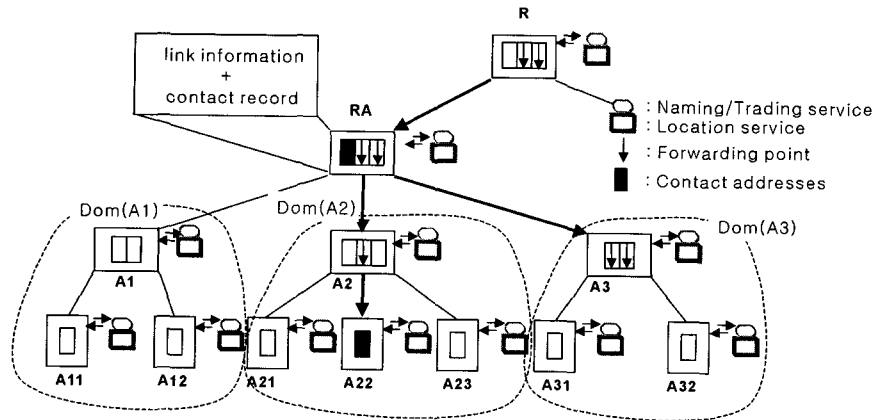 R
link information
+
contact record
RA
: Naming/Trading service
: Location service
: Forwarding point
: Contact addresses
Dom(A1)
Dom(A2)
Dom(A3)
A1
A2
A3
A11
A12
A21
A22
A23
A31
A32